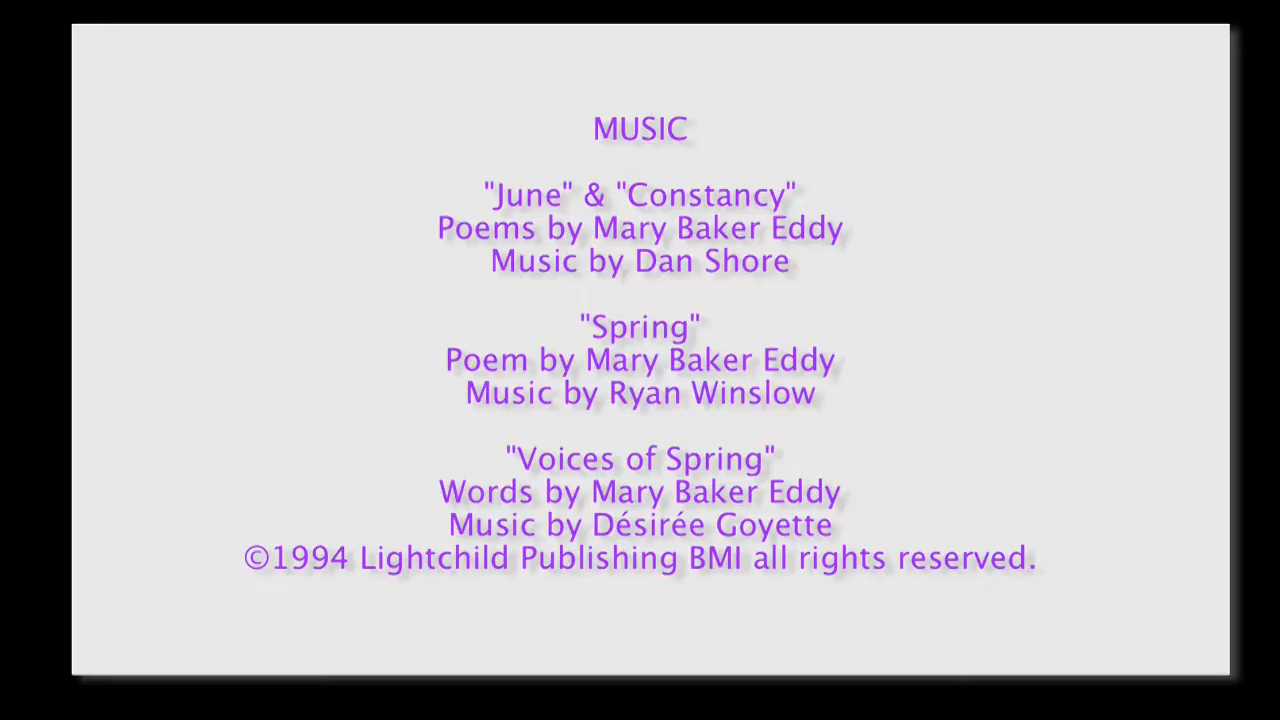 MUSIC
"June" & "Constancy"
Poems by Mary Baker Eddy
Music by Dan Shore
"Spring"
Poem by Mary Baker Eddy
Music by Ryan Winslow
"Voices of Spring"
Words by Mary Baker Eddy
Music by Désirée Goyette
©1994 Lightchild Publishing BMI all rights reserved.